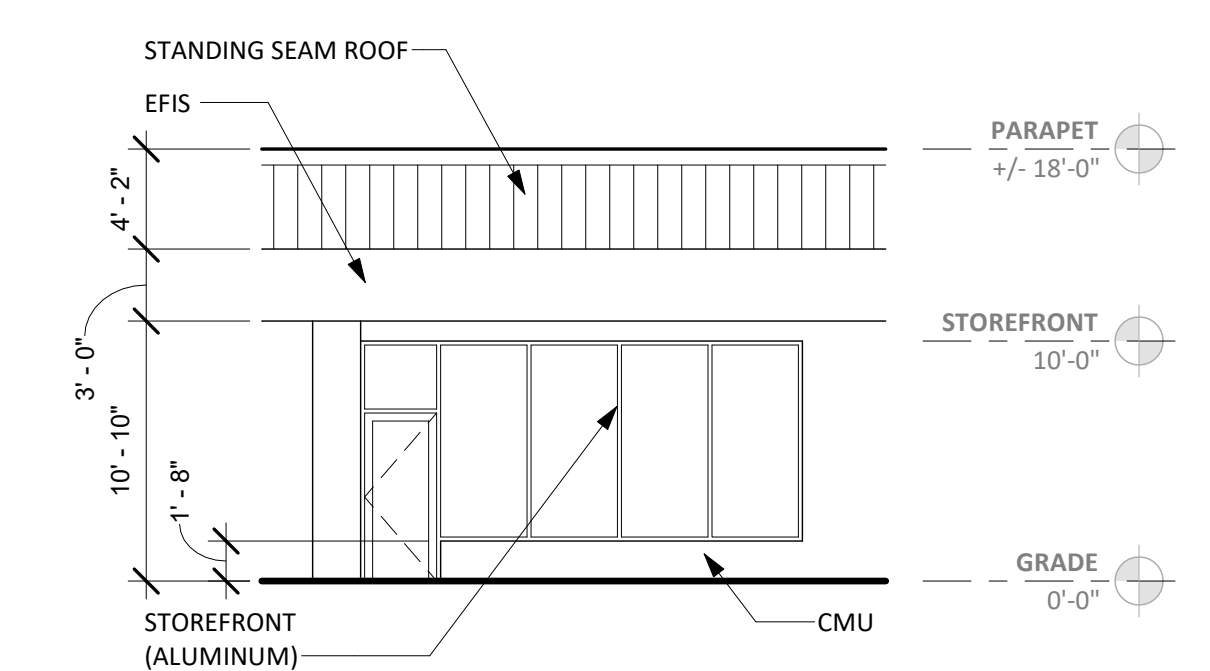 STANDING SEAM ROOF
EFIS
PARAPET
+/- 18'-0"
4' - 2"
3' - 0"
STOREFRONT
10'-0"
10' - 10"
1' - 8"
GRADE
0'-0"
STOREFRONT
(ALUMINUM)
CMU